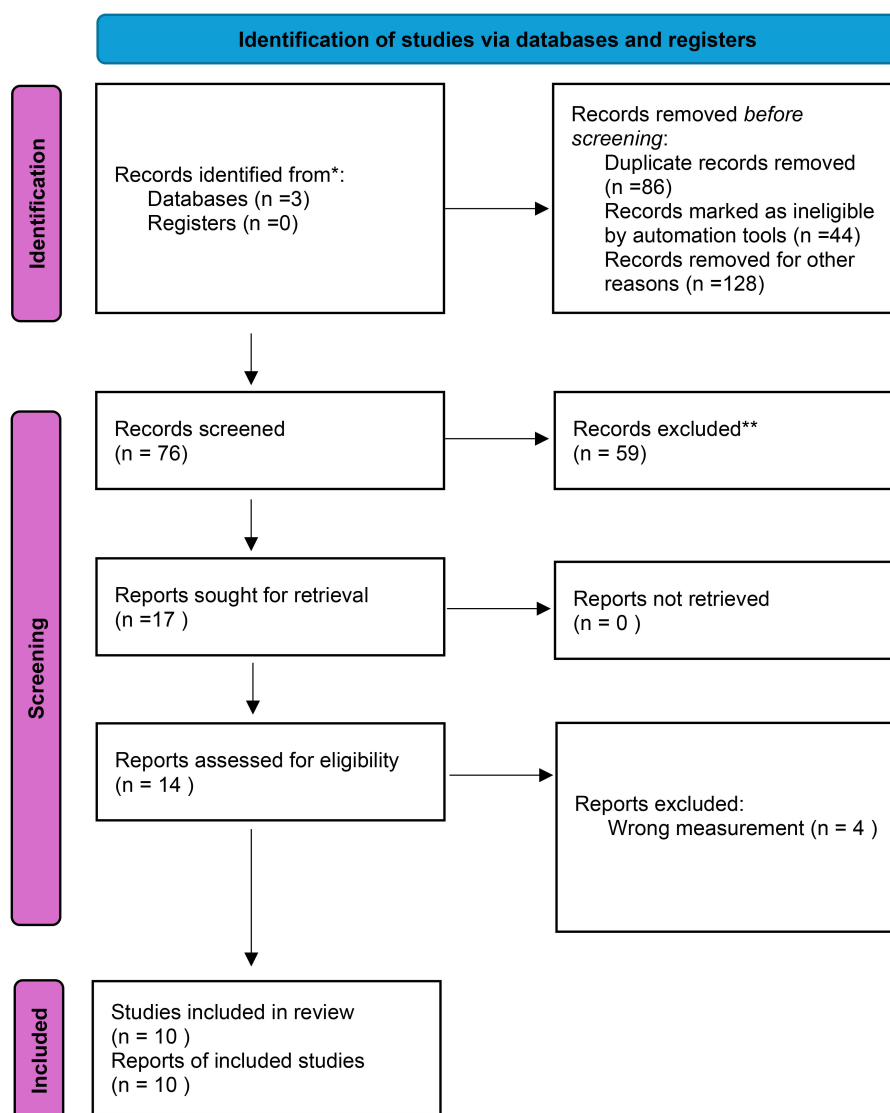 Identification of studies via databases and registers
Identification
Records identified from*:
Databases (n =3)
Registers (n =0)
Records removed before
screening:
Duplicate records removed
(n =86)
Records marked as ineligible
by automation tools (n =44)
Records removed for other
reasons (n =128)
Screening
Records screened
(n = 76)
Records excluded**
(n = 59)
Reports sought for retrieval
(n =17 )
Reports not retrieved
(n = 0 )
Reports assessed for eligibility
(n = 14 )
Reports excluded:
Wrong measurement (n = 4 )
Included
Studies included in review
(n = 10 )
Reports of included studies
(n = 10 )